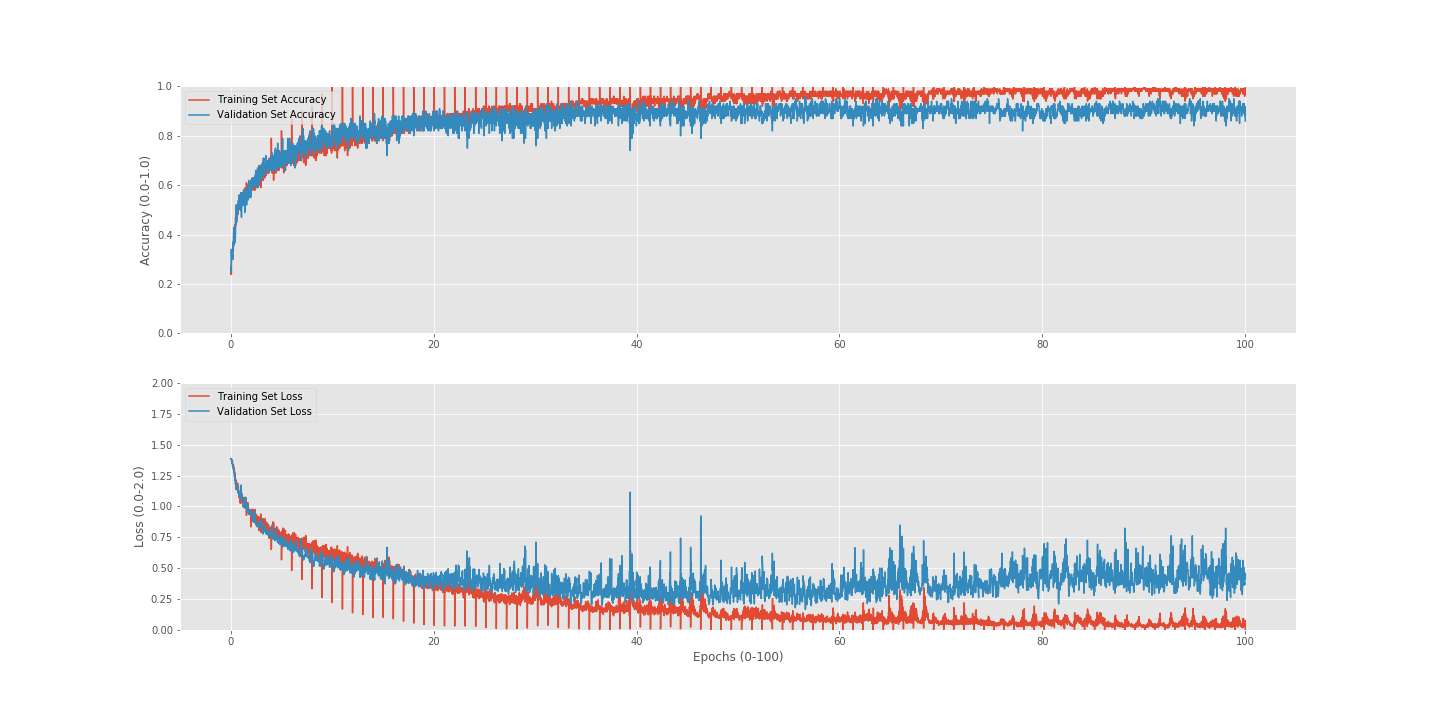 Training Set Accuracy
Validation Set Accuracy
Accuracy (0.0-1.0)
1.0
0.8
0.6
0.4
0.2
0.0
0 20 40 60 80 100
Training Set Loss
Validation Set Loss
Loss (0.0-2.0)
2.00
1.75
1.50
1.25
1.00
0.75
0.50
0.25
0.00
0 20 40 60 80 100
Epochs (0-100)